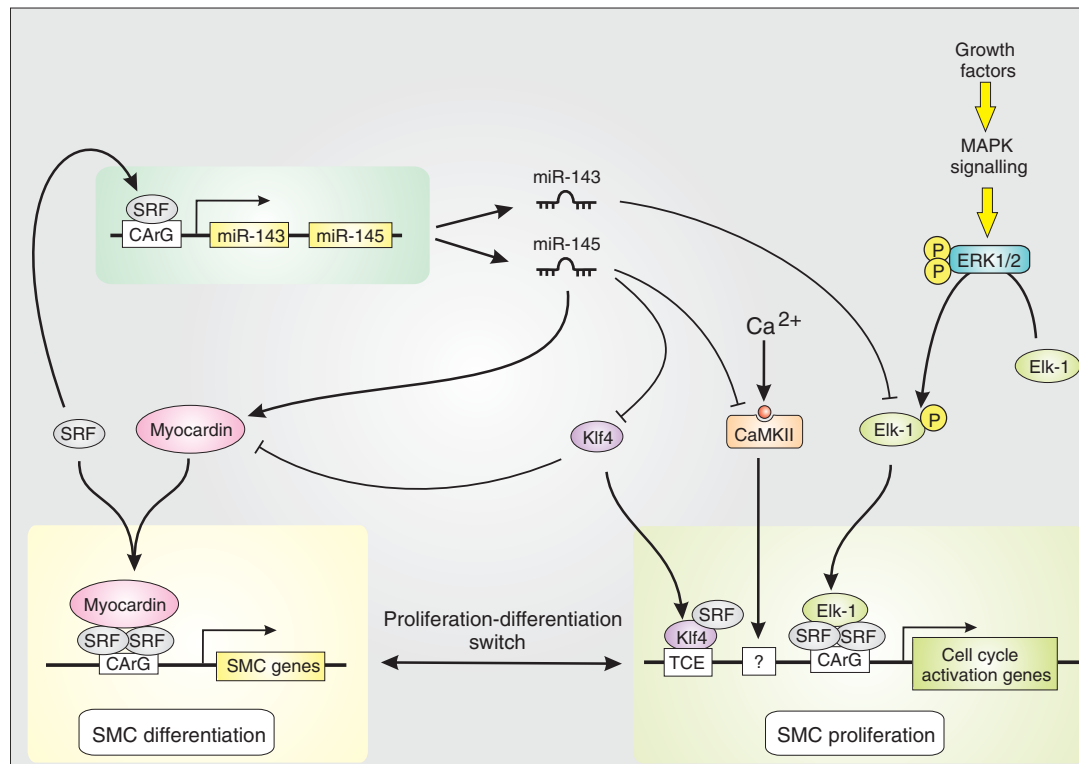 Growth
factors
MAPK
signalling
P
P
ERK1/2
Elk-1
SRF
CArG
miR-143
miR-145
miR-143
miR-145
Ca2+
SRF
Myocardin
Klf4
CaMKII
Elk-1
P
Myocardin
SRF
SRF
CArG
SMC genes
SMC differentiation
Proliferation-differentiation
switch
SRF
Klf4
TCE
?
Elk-1
SRF
SRF
CArG
Cell cycle
activation genes
SMC proliferation